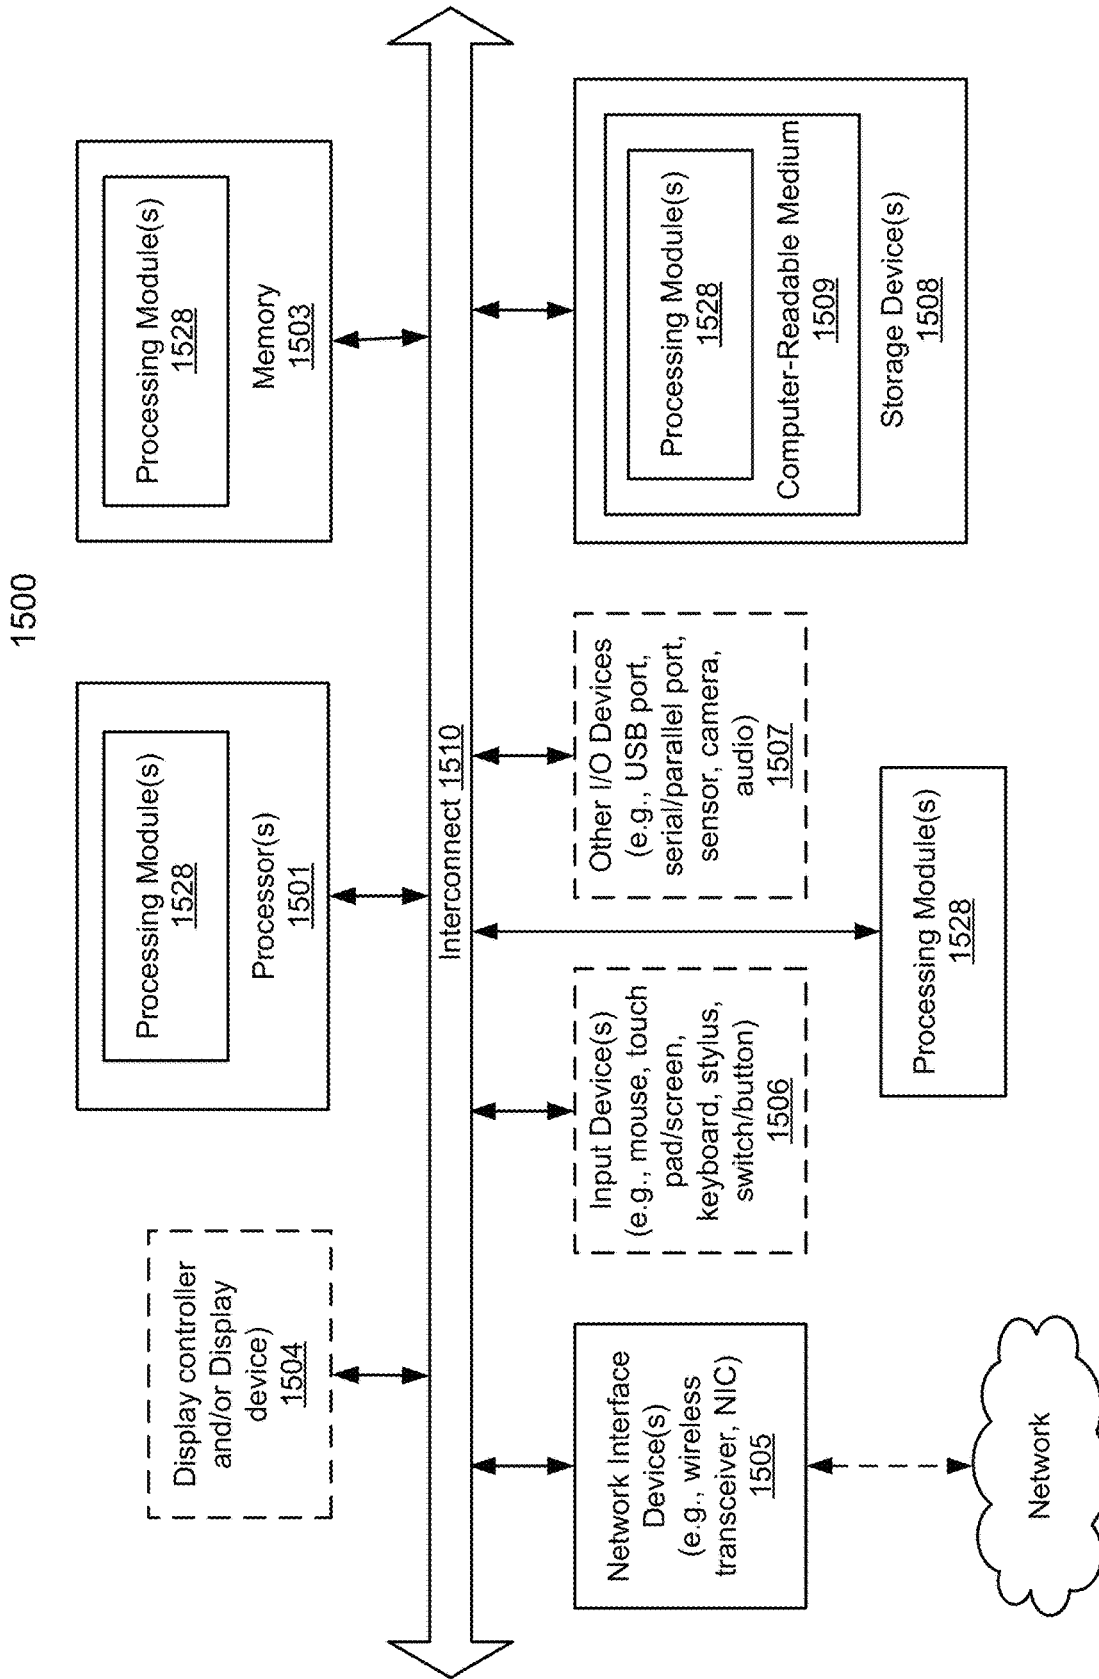 1500
Display controller
and/or Display
device)
1504
Processing Module(s)
1528
Processor(s)
1501
Processing Module(s)
1528
Memory
1503
Interconnect 1510
Network Interface
Device(s)
(e.g., wireless
transceiver, NIC)
1505
Input Device(s)
(e.g., mouse, touch
pad/screen,
keyboard, stylus,
switch/button)
1506
Other I/O Devices
(e.g., USB port,
serial/parallel port,
sensor, camera,
audio)
1507
Processing Module(s)
1528
Computer-Readable Medium
1509
Storage Device(s)
1508
Processing Module(s)
1528
Network